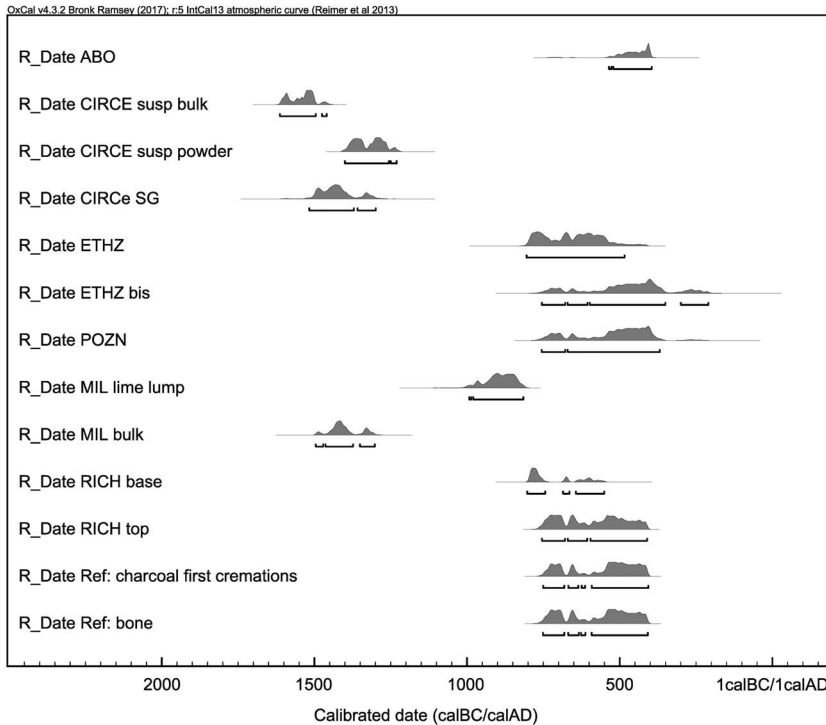 OxCal v4.3.2 Bronk Ramsey (2017); r:5 IntCal13 atmospheric curve (Reimer et al 2013)
R_Date ABO
R_Date CIRCE susp bulk
R_Date CIRCE susp powder
R_Date CIRCe SG
R_Date ETHZ
R_Date ETHZ bis
R_Date POZN
R_Date MIL lime lump
R_Date MIL bulk
R_Date RICH base
R_Date RICH top
R_Date Ref: charcoal first cremations
R_Date Ref: bone
2000 1500 1000 500 1calBC/1calAD
Calibrated date (calBC/calAD)